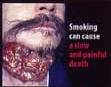 Smoking
can cause
a slow
and painful
death